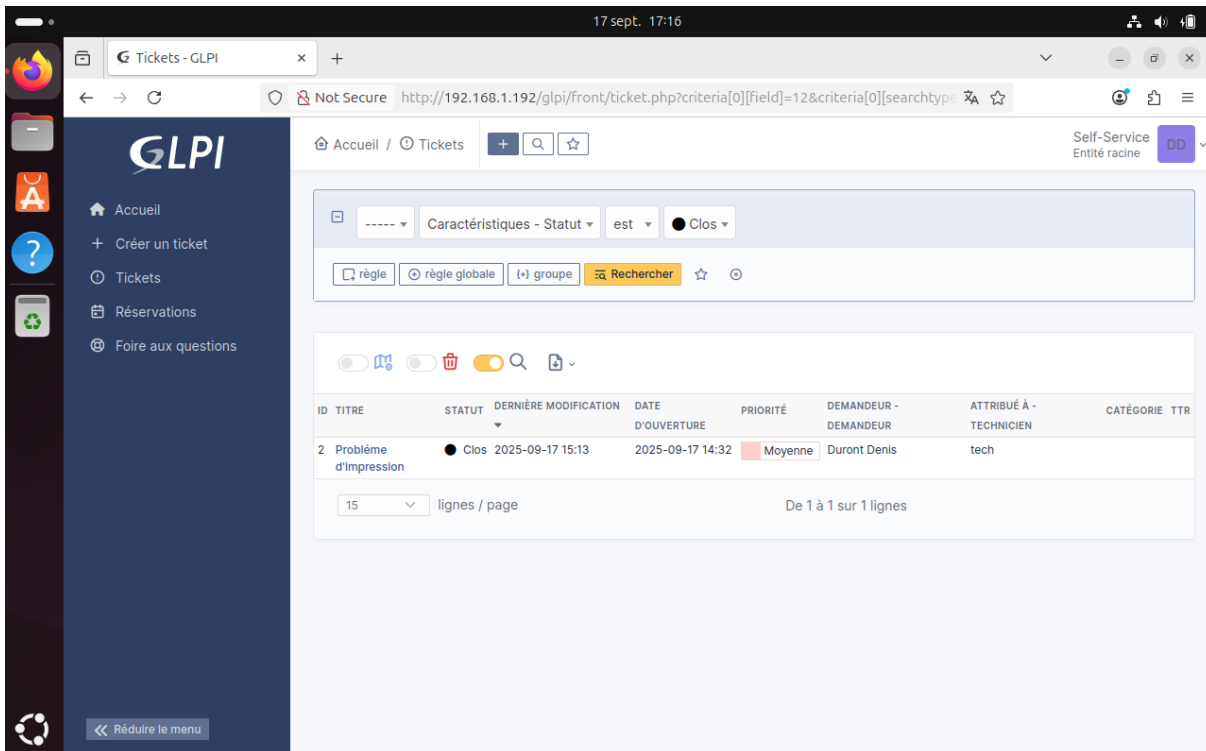 17 sept. 17:16
Tickets - GLPI
Not Secure http://192.168.1.192/glpi/front/ticket.php?criteria[0][field]=12&criteria[0][searchtype
GLPI
Accueil / Tickets
Self-Service
Entité racine
DD
Accueil
Créer un ticket
Tickets
Réservations
Foire aux questions
----- Caractéristiques - Statut est Clos
règle règle globale (+) groupe Rechercher
ID TITRE STATUT DERNIÈRE MODIFICATION DATE D'OUVERTURE PRIORITÉ DEMANDEUR - DEMANDEUR ATTRIBUÉ À - TECHNICIEN CATÉGORIE TTR
2 Probléme d'impression Clos 2025-09-17 15:13 2025-09-17 14:32 Moyenne Duront Denis tech
15 lignes / page De 1 à 1 sur 1 lignes
Réduire le menu